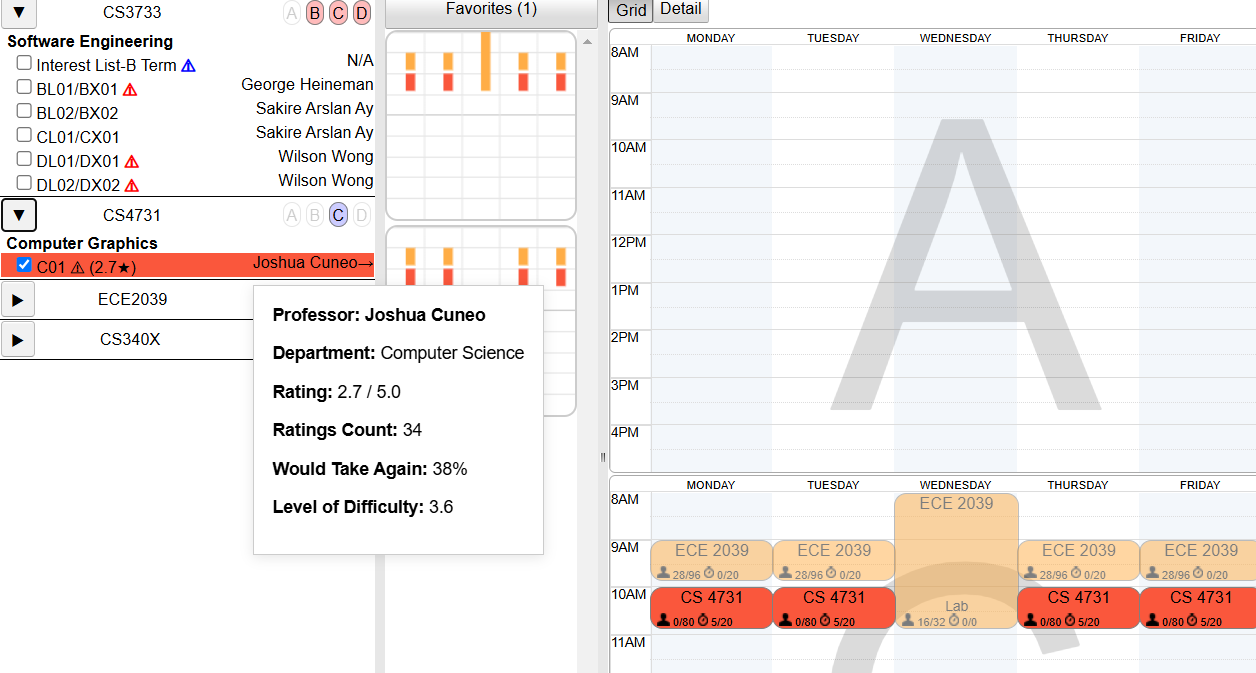 ▼ CS3733 A B C D
Software Engineering
Interest List-B Term ⚠ N/A
BL01/BX01 ⚠ George Heineman
BL02/BX02 Sakire Arslan Ay
CL01/CX01 Sakire Arslan Ay
DL01/DX01 ⚠ Wilson Wong
DL02/DX02 ⚠ Wilson Wong
▼ CS4731 A B C D
Computer Graphics
C01 ⚠ (2.7★) Joshua Cuneo→
▶ ECE2039
▶ CS340X
Professor: Joshua Cuneo
Department: Computer Science
Rating: 2.7 / 5.0
Ratings Count: 34
Would Take Again: 38%
Level of Difficulty: 3.6
Favorites (1)
Grid Detail
MONDAY TUESDAY WEDNESDAY THURSDAY FRIDAY
8AM
9AM
10AM
11AM
12PM
1PM
2PM
3PM
4PM
A
MONDAY TUESDAY WEDNESDAY THURSDAY FRIDAY
8AM
ECE 2039
9AM
ECE 2039 ECE 2039 ECE 2039 ECE 2039
28/96 0/20 28/96 0/20 28/96 0/20 28/96 0/20
10AM
CS 4731 CS 4731 Lab CS 4731 CS 4731
0/80 5/20 0/80 5/20 16/32 0/0 0/80 5/20 0/80 5/20
11AM